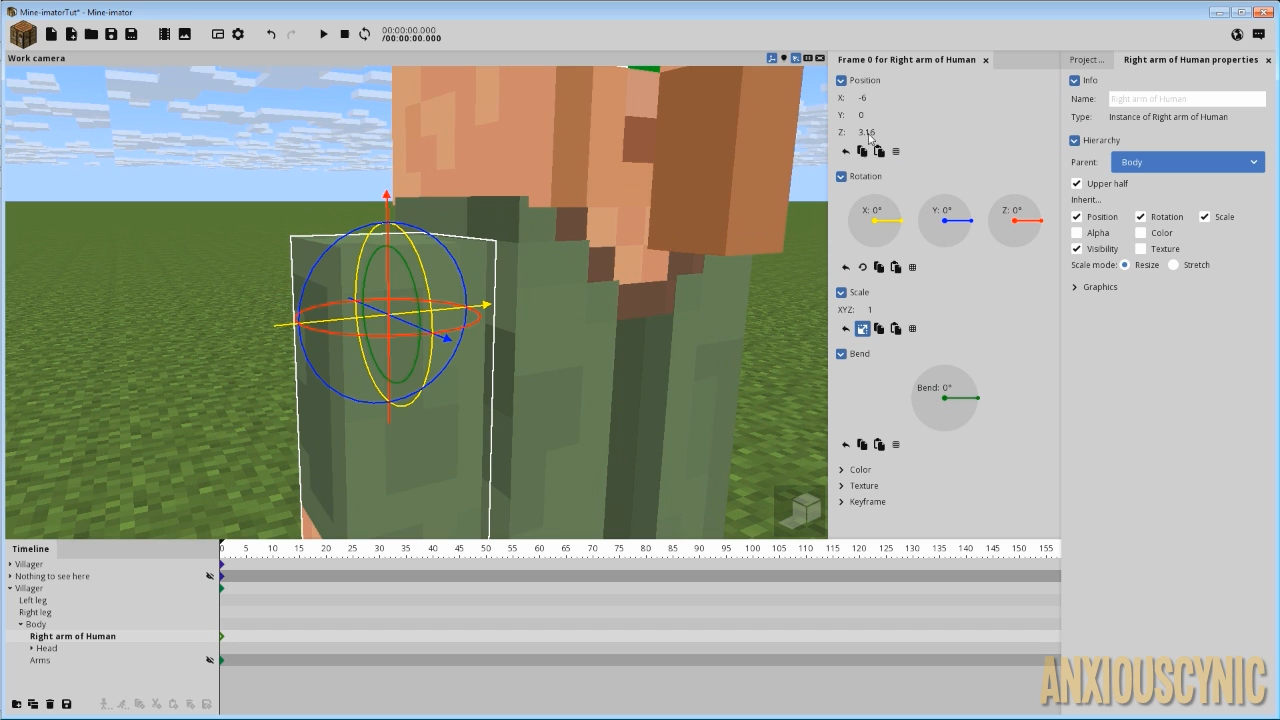 Mine-imatorTut* - Mine-imator
00:00:00.000
/00:00:00.000
Work camera
Frame 0 for Right arm of Human
Position
X: -6
Y: 0
Z: 3.16
Rotation
X: 0° Y: 0° Z: 0°
Scale
XYZ: 1
Bend
Bend: 0°
Color
Texture
Keyframe
Project ... Right arm of Human properties
Info
Name: Right arm of Human
Type: Instance of Right arm of Human
Hierarchy
Parent: Body
Upper half
Inherit...
Position Rotation Scale
Alpha Color
Visibility Texture
Scale mode: Resize Stretch
Graphics
Timeline
0 5 10 15 20 25 30 35 40 45 50 55 60 65 70 75 80 85 90 95 100 105 110 115 120 125 130 135 140 145 150 155
Villager
Nothing to see here
Villager
Left leg
Right leg
Body
Right arm of Human
Head
Arms
ANXIOUSCYNIC